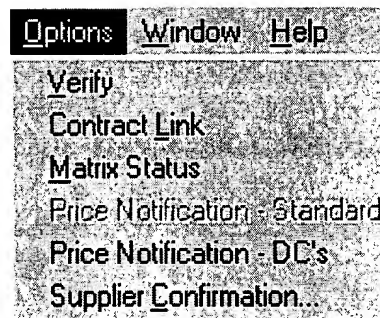 Options Window Help
Verify
Contract Link
Matrix Status
Price Notification - Standard
Price Notification - DC's
Supplier Confirmation...